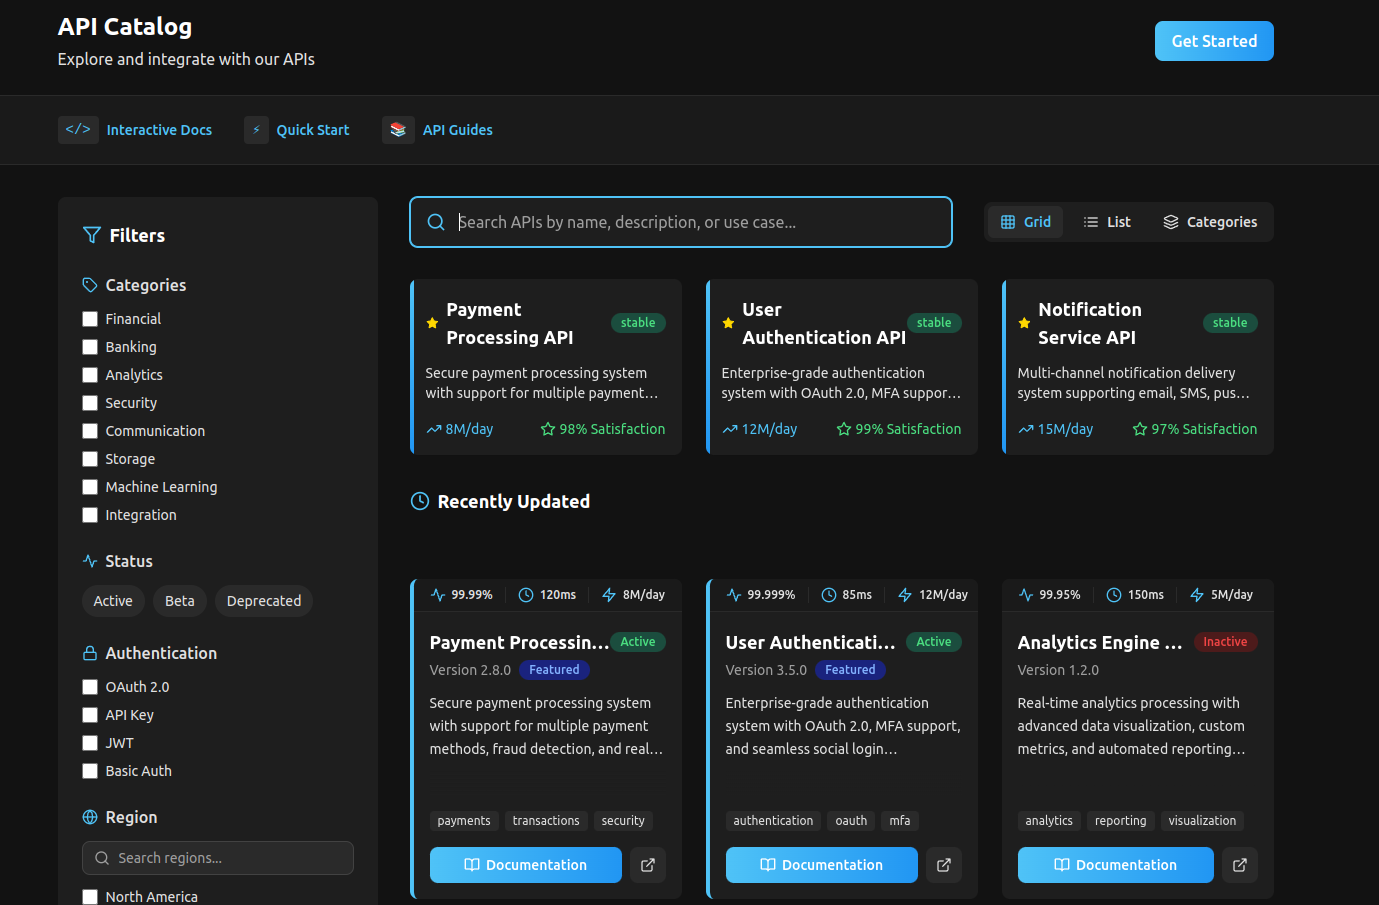 API Catalog
Explore and integrate with our APIs
Get Started
</> Interactive Docs
⚡ Quick Start
📚 API Guides
Filters
Categories
Financial
Banking
Analytics
Security
Communication
Storage
Machine Learning
Integration
Status
Active
Beta
Deprecated
Authentication
OAuth 2.0
API Key
JWT
Basic Auth
Region
Search regions...
North America
Search APIs by name, description, or use case...
Grid
List
Categories
Payment
Processing API
stable
Secure payment processing system
with support for multiple payment…
8M/day
98% Satisfaction
User
Authentication API
stable
Enterprise-grade authentication
system with OAuth 2.0, MFA suppor…
12M/day
99% Satisfaction
Notification
Service API
stable
Multi-channel notification delivery
system supporting email, SMS, pus…
15M/day
97% Satisfaction
Recently Updated
99.99%
120ms
8M/day
Payment Processin…
Active
Version 2.8.0
Featured
Secure payment processing system
with support for multiple payment
methods, fraud detection, and real…
payments
transactions
security
Documentation
99.999%
85ms
12M/day
User Authenticati…
Active
Version 3.5.0
Featured
Enterprise-grade authentication
system with OAuth 2.0, MFA support,
and seamless social login…
authentication
oauth
mfa
Documentation
99.95%
150ms
5M/day
Analytics Engine …
Inactive
Version 1.2.0
Real-time analytics processing with
advanced data visualization, custom
metrics, and automated reporting…
analytics
reporting
visualization
Documentation